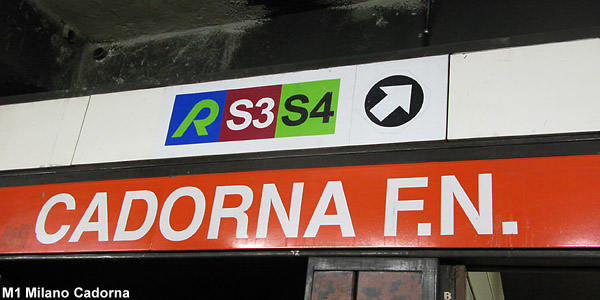 R S3 S4
CADORNA F.N.
B
M1 Milano Cadorna